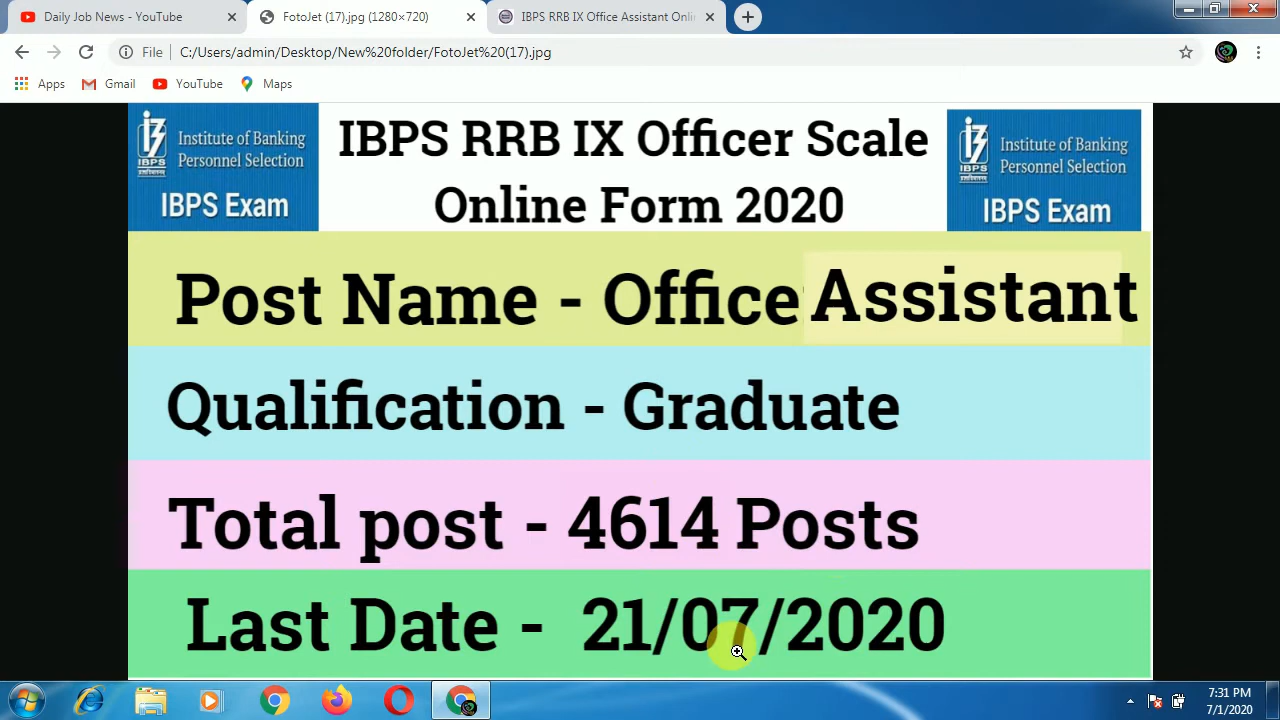 Daily Job News - YouTube
FotoJet (17).jpg (1280×720)
IBPS RRB IX Office Assistant Onli
File
C:/Users/admin/Desktop/New%20folder/FotoJet%20(17).jpg
Apps
Gmail
YouTube
Maps
IBPS
Institute of Banking
Personnel Selection
IBPS Exam
IBPS RRB IX Officer Scale
Online Form 2020
IBPS
Institute of Banking
Personnel Selection
IBPS Exam
Post Name - Office Assistant
Qualification - Graduate
Total post - 4614 Posts
Last Date - 21/07/2020
7:31 PM
7/1/2020